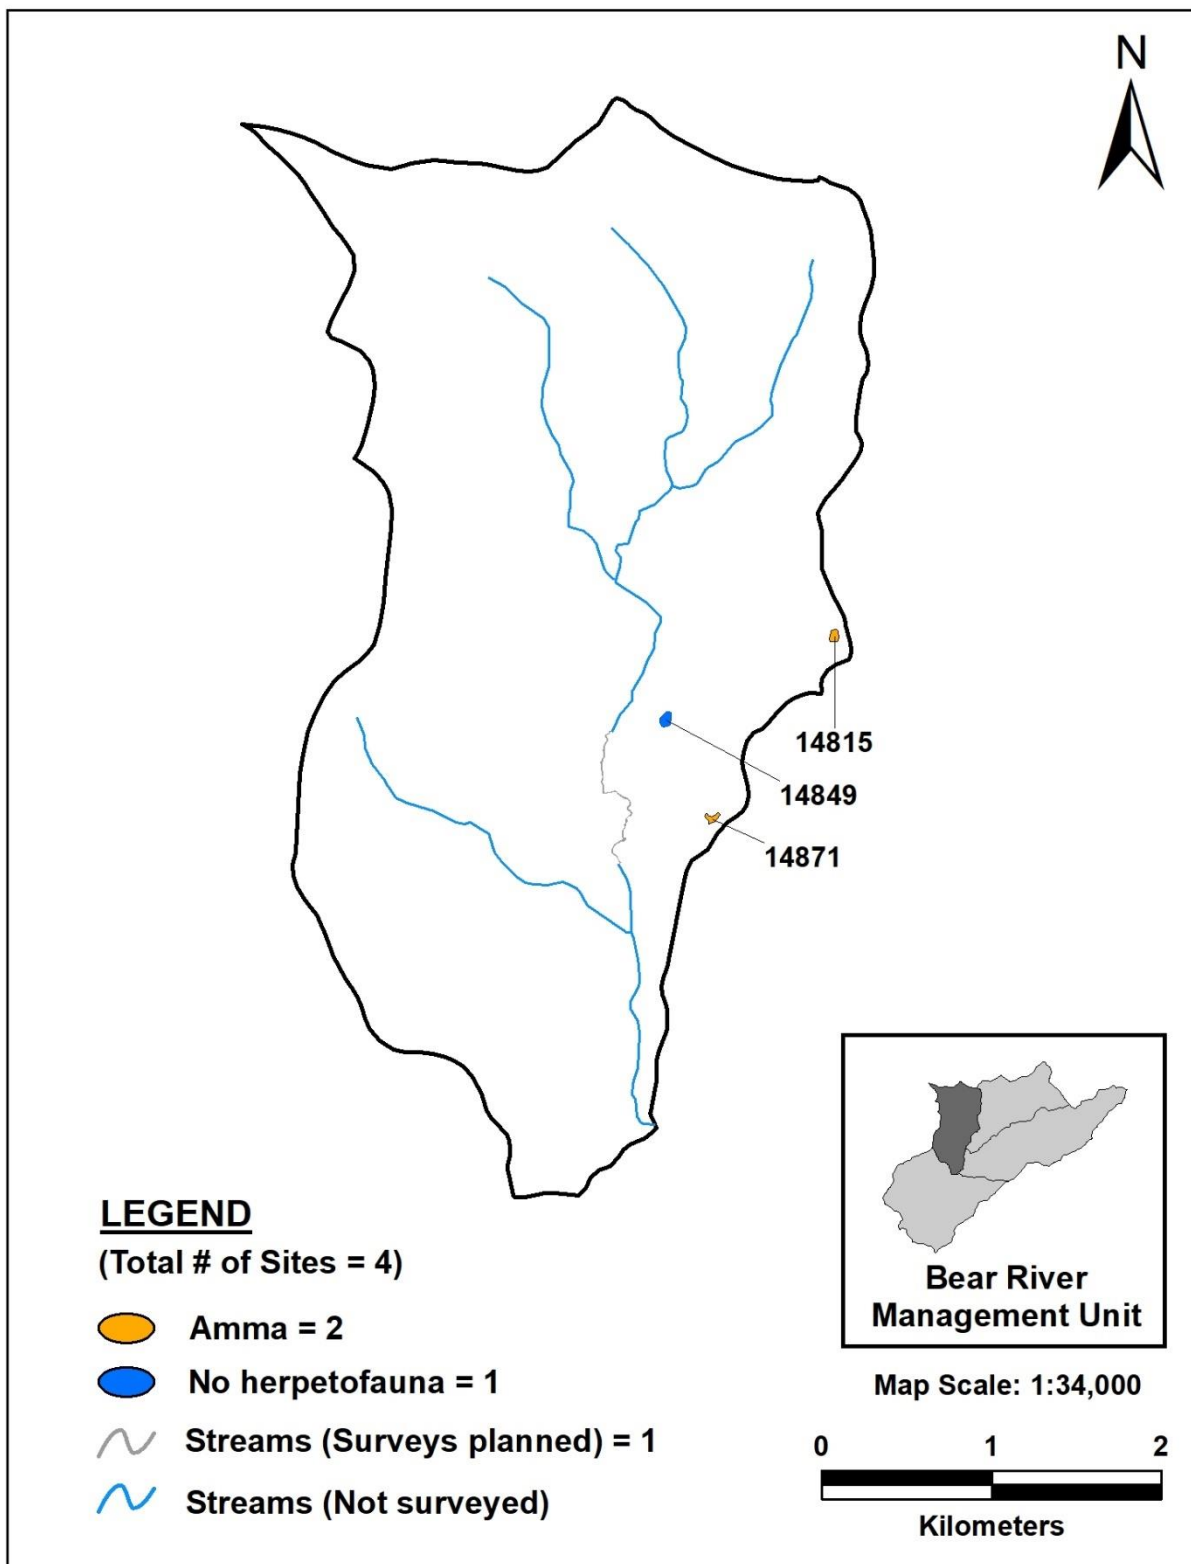 N
14815
14849
14871
LEGEND
(Total # of Sites = 4)
Amma = 2
No herpetofauna = 1
Streams (Surveys planned) = 1
Streams (Not surveyed)
Bear River
Management Unit
Map Scale: 1:34,000
0 1 2
Kilometers